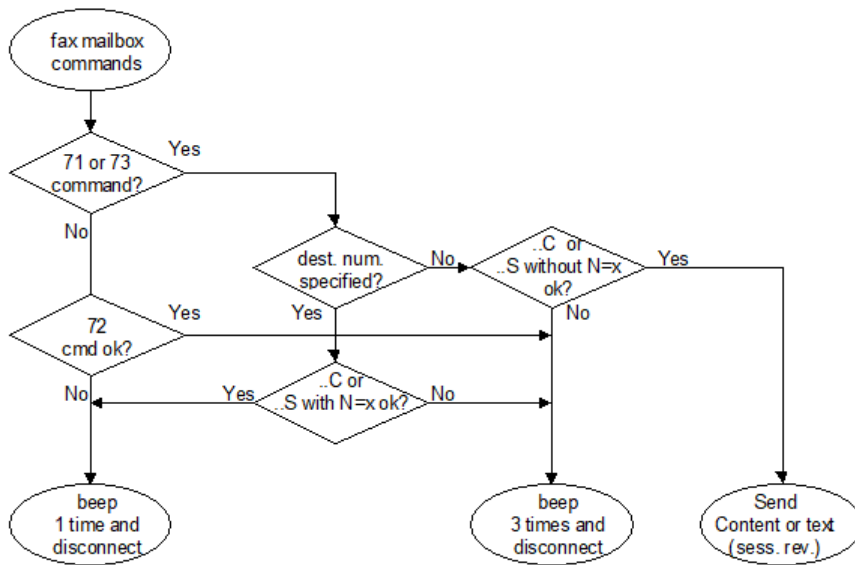 fax mailbox
commands
71 or 73
command?
Yes
No
dest. num.
specified?
No
..C or
..S without N=x
ok?
Yes
72
cmd ok?
Yes
Yes
No
No
..C or
..S with N=x ok?
Yes
No
beep
1 time and
disconnect
beep
3 times and
disconnect
Send
Content or text
(sess. rev.)